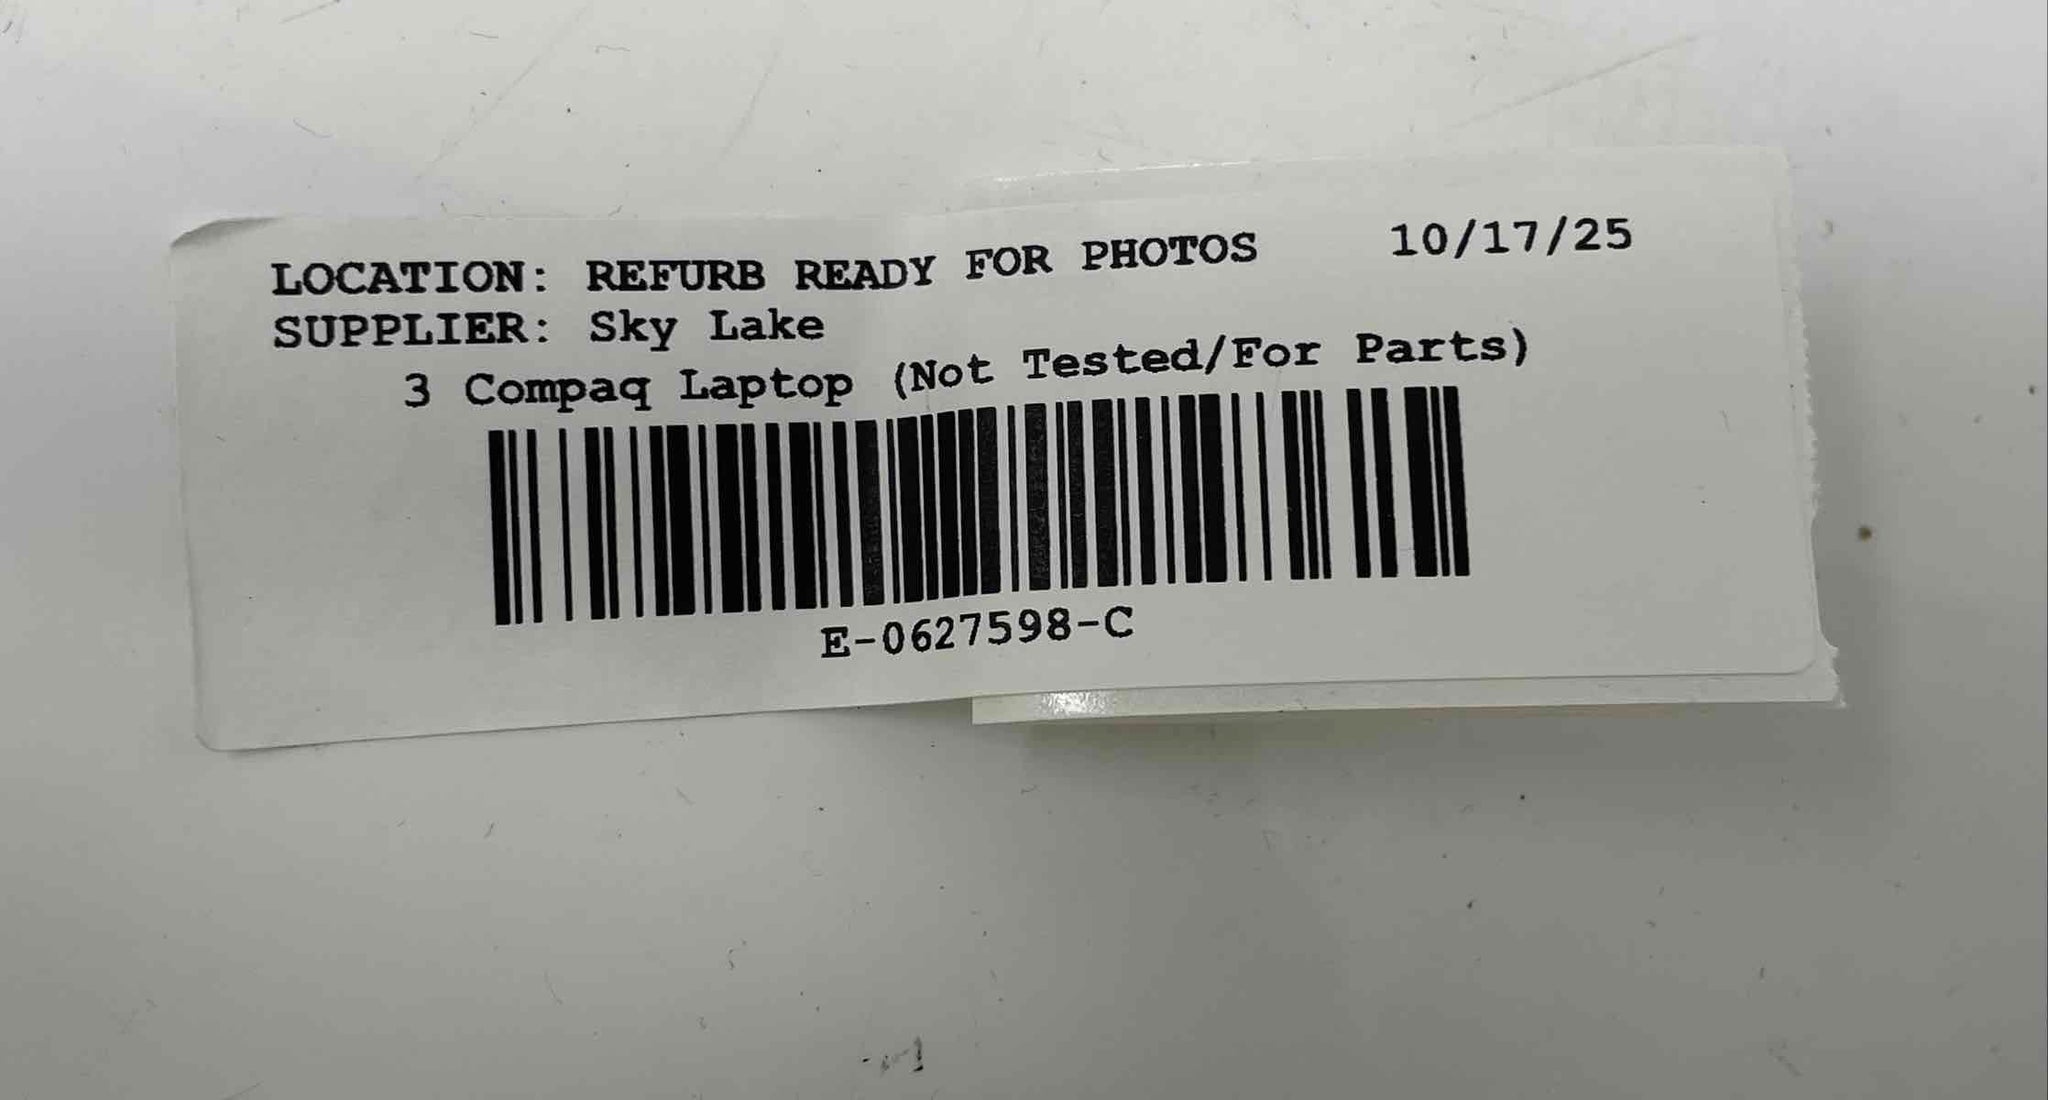 LOCATION: REFURB READY FOR PHOTOS 10/17/25
SUPPLIER: Sky Lake
3 Compaq Laptop (Not Tested/For Parts)
E-0627598-C